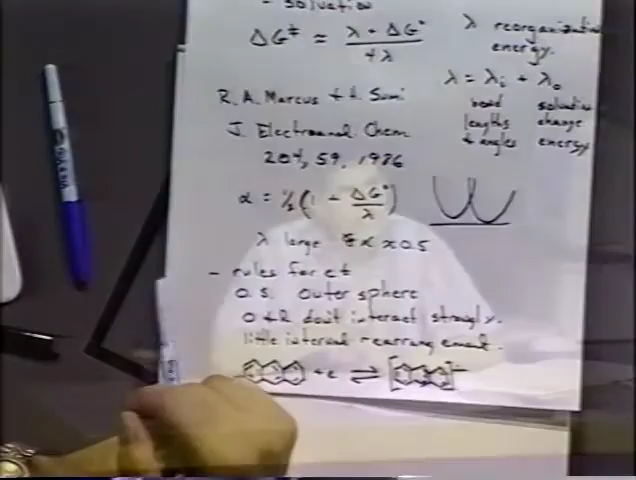 - solvation
ΔG‡ = (λ + ΔG°)/4λ
λ reorganization energy.
λ = λi + λo
bond lengths + angles
solvation change energy
R. A. Marcus + H. Sumi
J. Electroanal. Chem
204, 59, 1986
α = ½(1 + ΔG°/λ)
λ large α ≈ 0.5
- rules for et
O.S. Outer sphere
O + R don't interact strongly.
little internal rearrangement.
+ e ⇌ [ ]